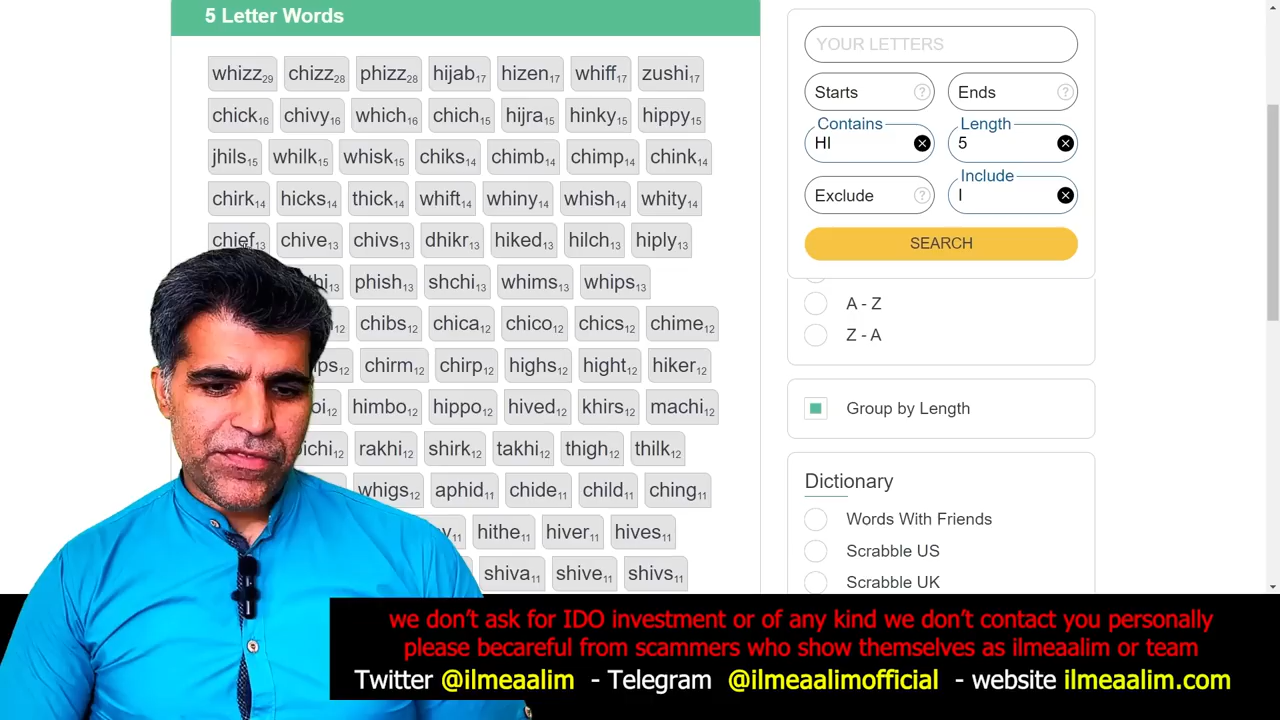 5 Letter Words
whizz29 chizz28 phizz28 hijab17 hizen17 whiff17 zushi17
chick16 chivy16 which16 chich15 hijra15 hinky15 hippy15
jhils15 whilk15 whisk15 chiks14 chimb14 chimp14 chink14
chirk14 hicks14 thick14 whift14 whiny14 whish14 whity14
chief13 chive13 chivs13 dhikr13 hiked13 hilch13 hiply13
phish13 shchi13 whims13 whips13
chibs12 chica12 chico12 chics12 chime12
chirm12 chirp12 highs12 hight12 hiker12
himbo12 hippo12 hived12 khirs12 machi12
rakhi12 shirk12 takhi12 thigh12 thilk12
whigs12 aphid11 chide11 child11 ching11
hithe11 hiver11 hives11
shiva11 shive11 shivs11
YOUR LETTERS
Starts ? Ends ?
Contains Length
HI 5
Include
Exclude ? I
SEARCH
A - Z
Z - A
Group by Length
Dictionary
Words With Friends
Scrabble US
Scrabble UK
we don't ask for IDO investment or of any kind we don't contact you personally
please becareful from scammers who show themselves as ilmeaalim or team
Twitter @ilmeaalim - Telegram @ilmeaalimofficial - website ilmeaalim.com